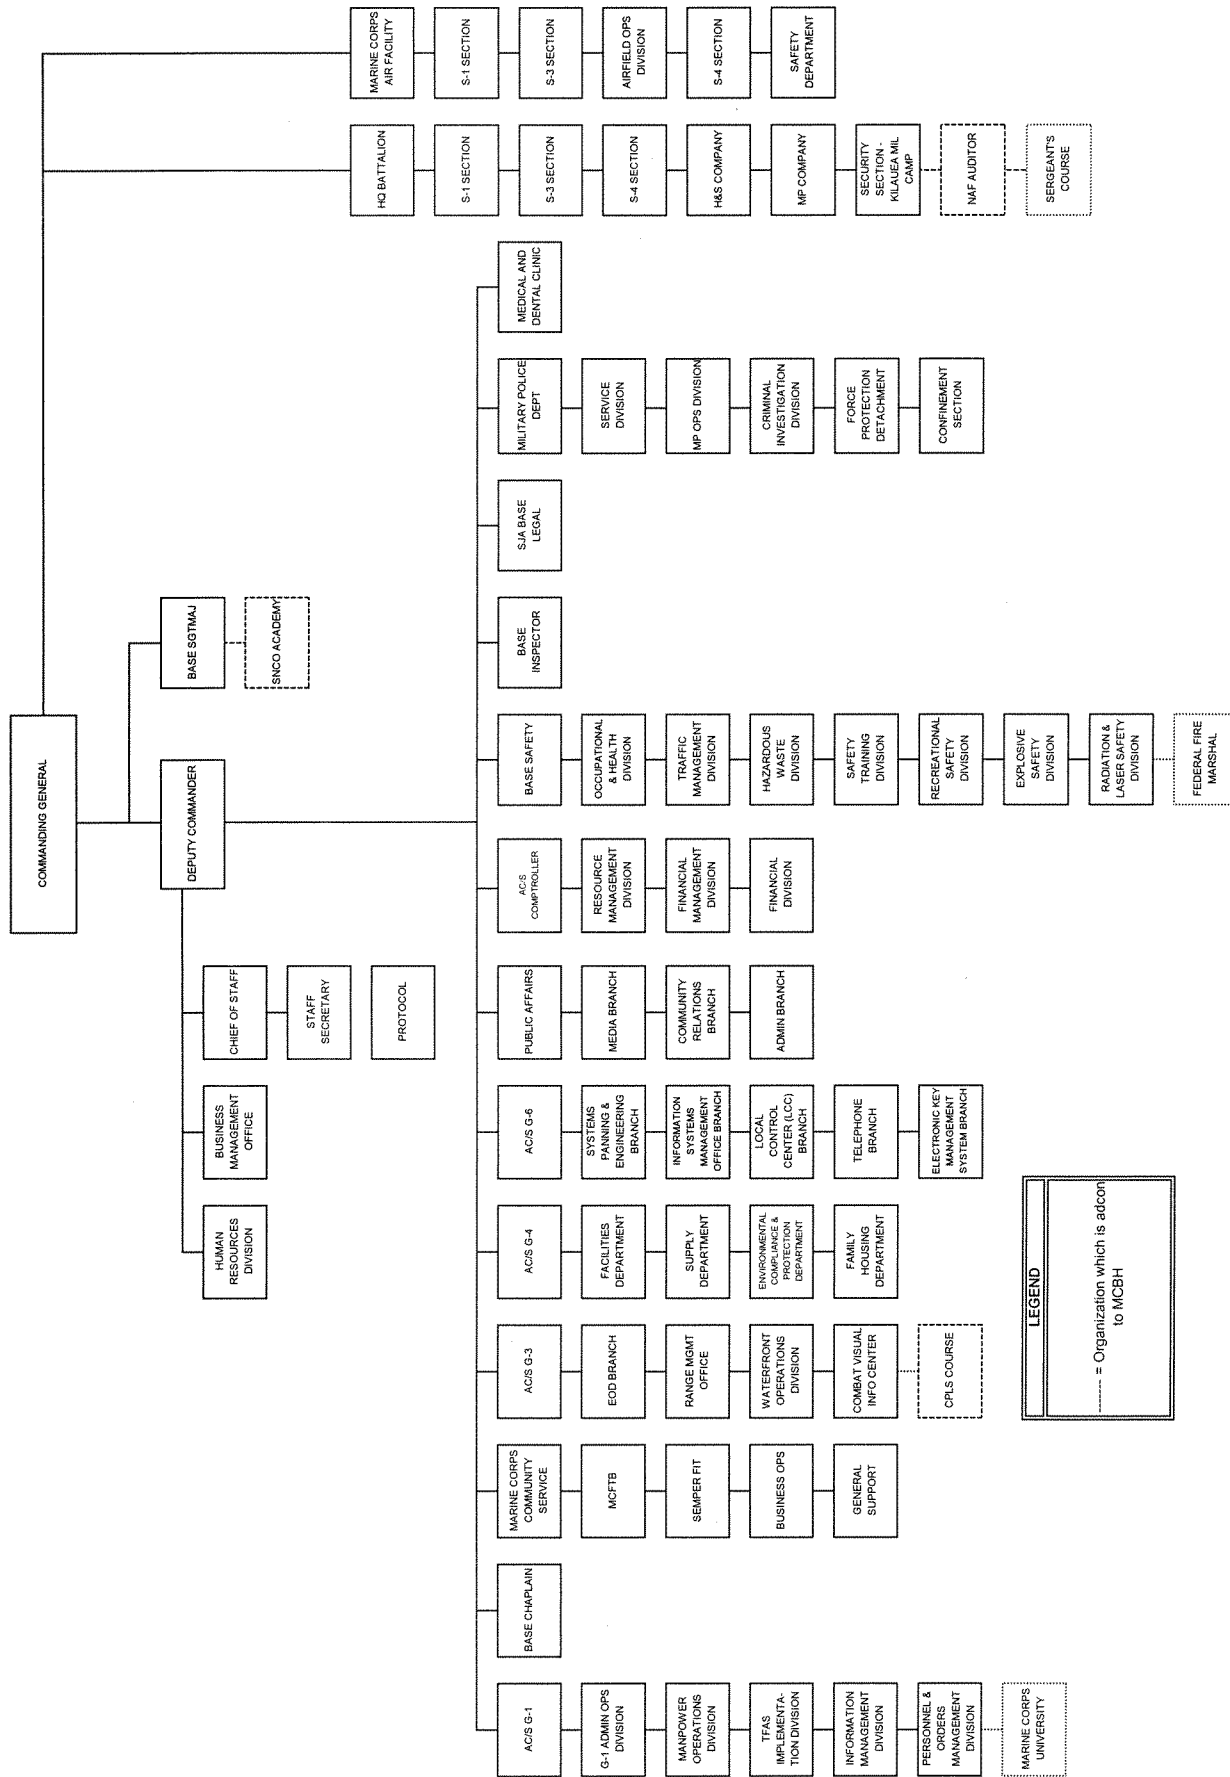 COMMANDING GENERAL
BASE SGTMAJ
SNCO ACADEMY
DEPUTY COMMANDER
HUMAN
RESOURCES
DIVISION
BUSINESS
MANAGEMENT
OFFICE
CHIEF OF STAFF
STAFF
SECRETARY
PROTOCOL
AC/S G-1
G-1 ADMIN OPS
DIVISION
MANPOWER
OPERATIONS
DIVISION
TFAS
IMPLEMENTA-
TION DIVISION
INFORMATION
MANAGEMENT
DIVISION
PERSONNEL &
ORDERS
MANAGEMENT
DIVISION
MARINE CORPS
UNIVERSITY
BASE CHAPLAIN
MARINE CORPS
COMMUNITY
SERVICE
MCFTB
SEMPER FIT
BUSINESS OPS
GENERAL
SUPPORT
AC/S G-3
EOD BRANCH
RANGE MGMT
OFFICE
WATERFRONT
OPERATIONS
DIVISION
COMBAT VISUAL
INFO CENTER
CPLS COURSE
AC/S G-4
FACILITIES
DEPARTMENT
SUPPLY
DEPARTMENT
ENVIRONMENTAL
COMPLIANCE &
PROTECTION
DEPARTMENT
FAMILY
HOUSING
DEPARTMENT
AC/S G-6
SYSTEMS
PANNING &
ENGINEERING
BRANCH
INFORMATION
SYSTEMS
MANAGEMENT
OFFICE BRANCH
LOCAL
CONTROL
CENTER (LCC)
BRANCH
TELEPHONE
BRANCH
ELECTRONIC KEY
MANAGEMENT
SYSTEM BRANCH
PUBLIC AFFAIRS
MEDIA BRANCH
COMMUNITY
RELATIONS
BRANCH
ADMIN BRANCH
AC/S
COMPTROLLER
RESOURCE
MANAGEMENT
DIVISION
FINANCIAL
MANAGEMENT
DIVISION
FINANCIAL
DIVISION
BASE SAFETY
OCCUPATIONAL
& HEALTH
DIVISION
TRAFFIC
MANAGEMENT
DIVISION
HAZARDOUS
WASTE
DIVISION
SAFETY
TRAINING
DIVISION
RECREATIONAL
SAFETY
DIVISION
EXPLOSIVE
SAFETY
DIVISION
RADIATION &
LASER SAFETY
DIVISION
FEDERAL FIRE
MARSHAL
BASE
INSPECTOR
SJA BASE
LEGAL
MILITARY POLICE
DEPT
SERVICE
DIVISION
MP OPS DIVISION
CRIMINAL
INVESTIGATION
DIVISION
FORCE
PROTECTION
DETACHMENT
CONFINEMENT
SECTION
MEDICAL AND
DENTAL CLINIC
HQ BATTALION
S-1 SECTION
S-3 SECTION
S-4 SECTION
H&S COMPANY
MP COMPANY
SECURITY
SECTION -
KILAUEA MIL
CAMP
NAF AUDITOR
SERGEANT'S
COURSE
MARINE CORPS
AIR FACILITY
S-1 SECTION
S-3 SECTION
AIRFIELD OPS
DIVISION
S-4 SECTION
SAFETY
DEPARTMENT
LEGEND
------ = Organization which is adcon
to MCBH